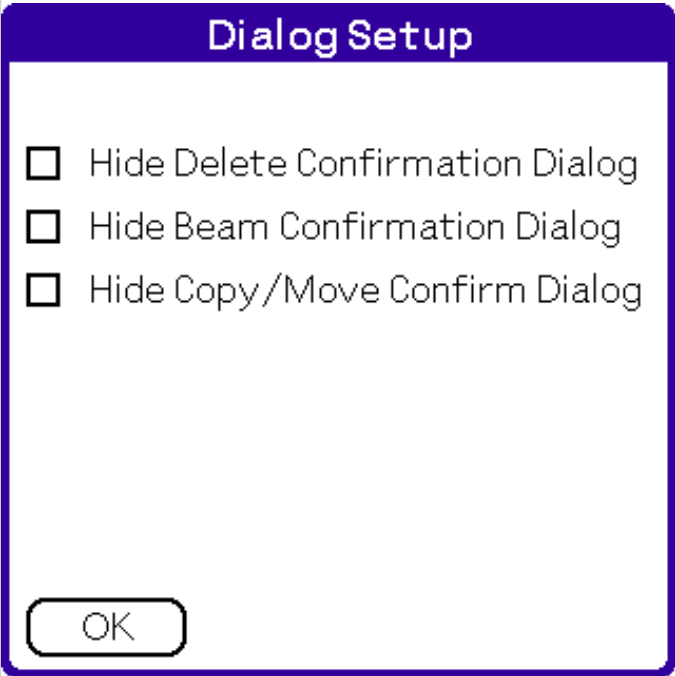 Dialog Setup
Hide Delete Confirmation Dialog
Hide Beam Confirmation Dialog
Hide Copy/Move Confirm Dialog
OK